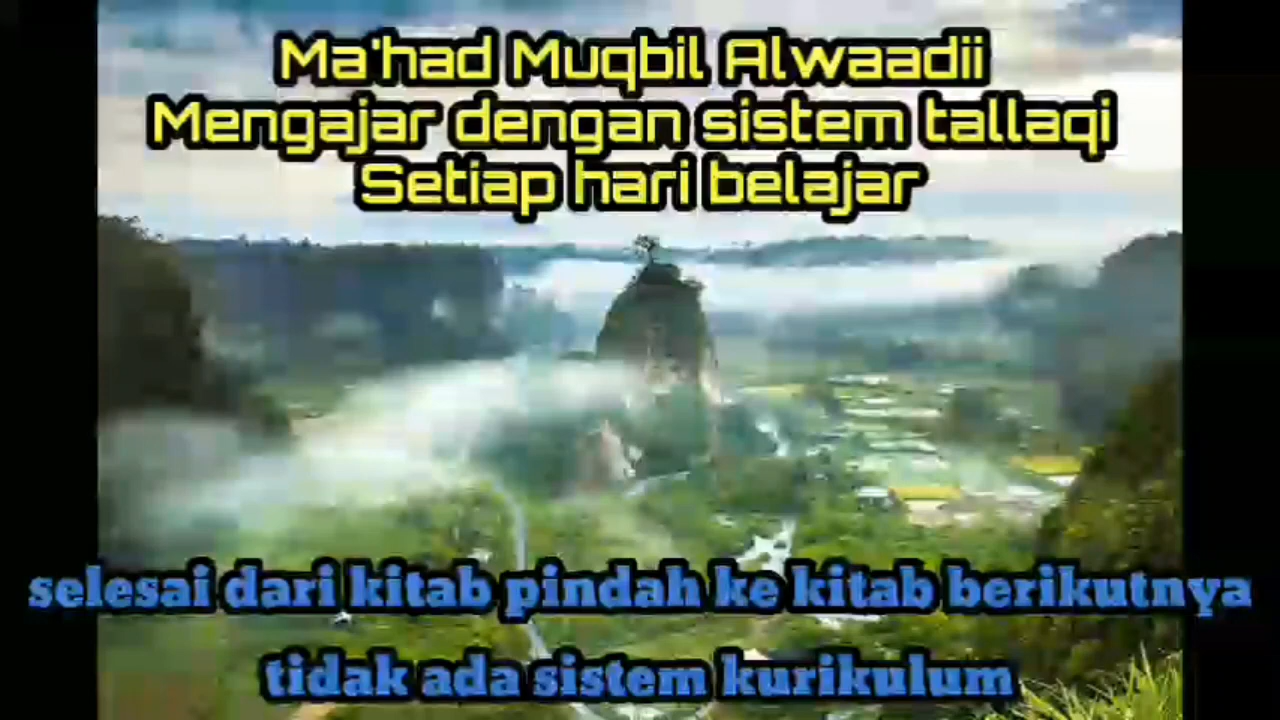 Ma'had Muqbil Alwaadii
Mengajar dengan sistem tallaqi
Setiap hari belajar
selesai dari kitab pindah ke kitab berikutnya
tidak ada sistem kurikulum